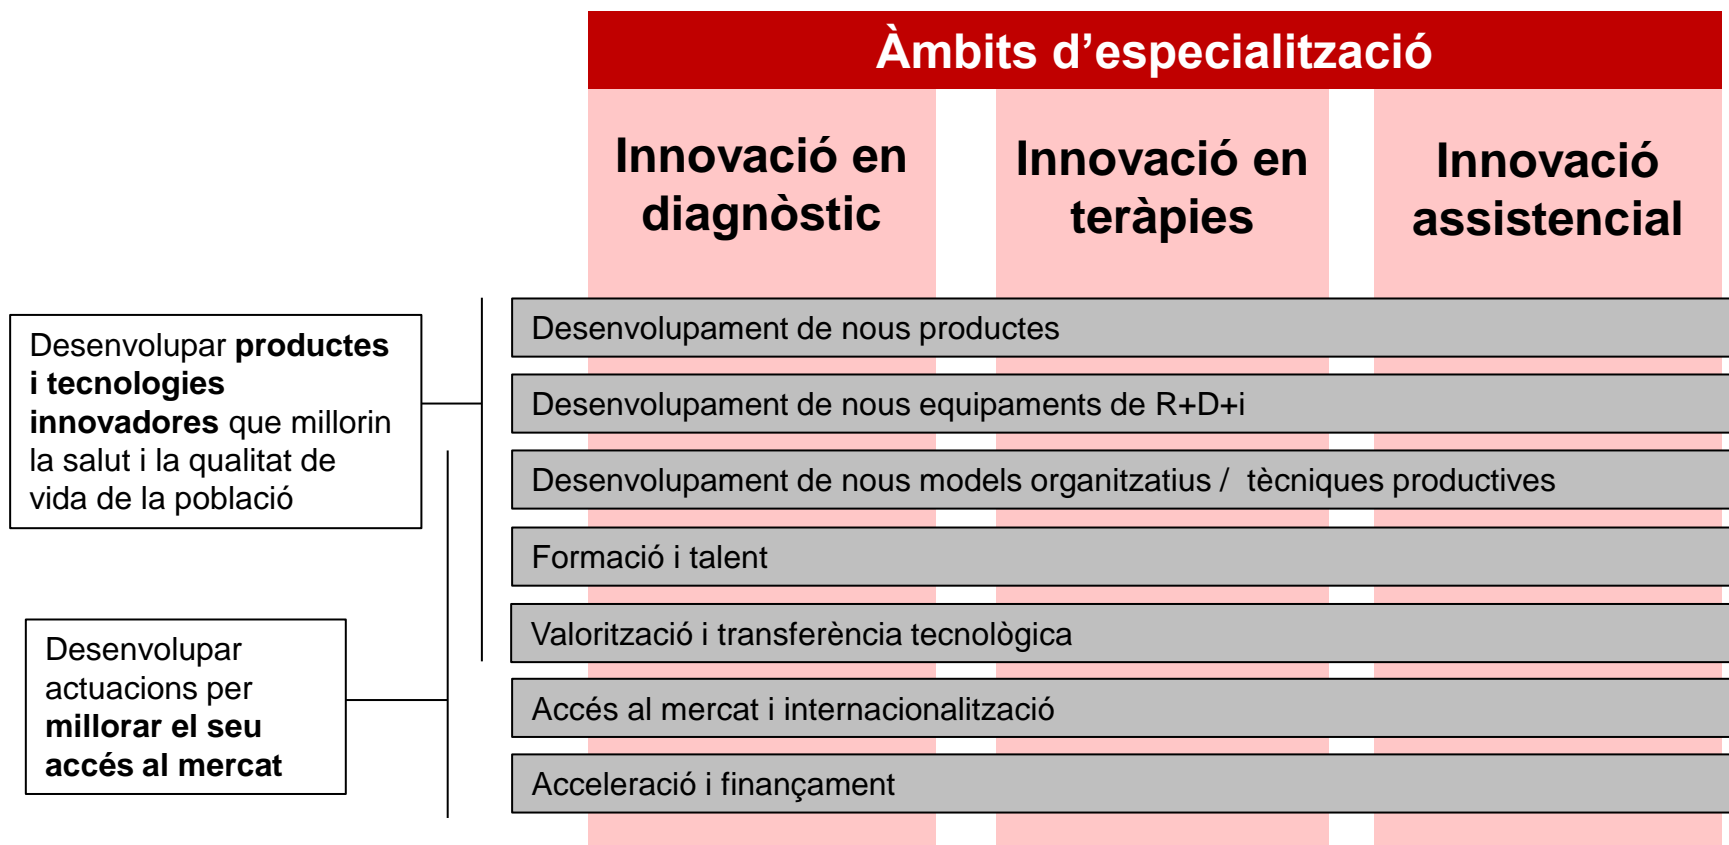 Àmbits d’especialització
Innovació en
diagnòstic
Innovació en
teràpies
Innovació
assistencial
Desenvolupar productes
i tecnologies
innovadores que millorin
la salut i la qualitat de
vida de la població
Desenvolupar
actuacions per
millorar el seu
accés al mercat
Desenvolupament de nous productes
Desenvolupament de nous equipaments de R+D+i
Desenvolupament de nous models organitzatius / tècniques productives
Formació i talent
Valorització i transferència tecnològica
Accés al mercat i internacionalització
Acceleració i finançament